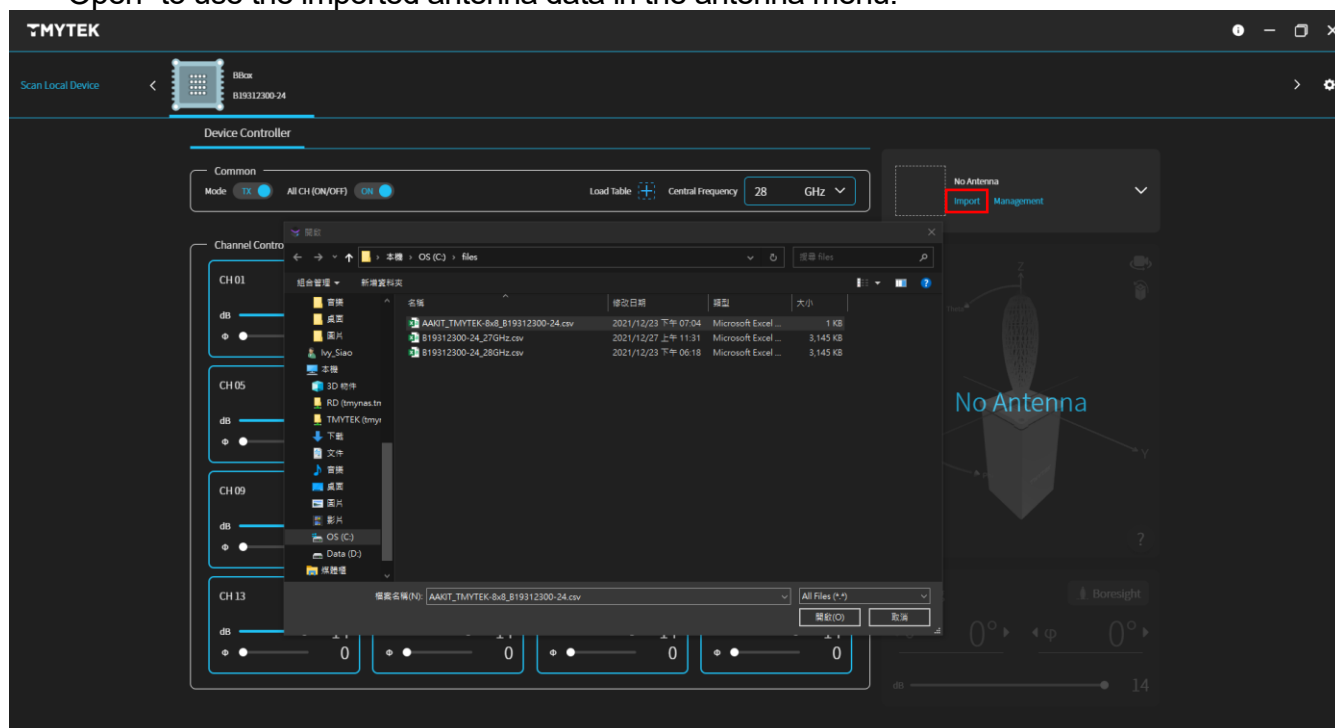 "Open" to use the imported antenna data in the antenna menu.
TMYTEK
Scan Local Device
BBox
B19312300-24
Device Controller
Common
Mode TX All CH (ON/OFF) ON Load Table Central Frequency 28 GHz
No Antenna
Import Management
Channel Contro
開啟
本機 › OS (C:) › files
搜尋 files
組合管理 新增資料夾
名稱 修改日期 類型 大小
AAKIT_TMYTEK-8x8_B19312300-24.csv 2021/12/23 下午 07:04 Microsoft Excel ... 1 KB
B19312300-24_27GHz.csv 2021/12/27 上午 11:31 Microsoft Excel ... 3,145 KB
B19312300-24_28GHz.csv 2021/12/23 下午 06:18 Microsoft Excel ... 3,145 KB
音樂
桌面
圖片
Ivy_Siao
本機
3D 物件
RD (tmynas.tn
TMYTEK (tmyn
下載
文件
音樂
桌面
圖片
影片
OS (C:)
Data (D:)
媒體櫃
檔案名稱(N): AAKIT_TMYTEK-8x8_B19312300-24.csv All Files (*.*)
開啟(O) 取消
CH 01
dB
Φ
CH 05
dB
Φ
CH 09
dB
Φ
CH 13
dB 14 14 14 14
Φ 0 Φ 0 Φ 0 Φ 0
Z
No Antenna
Y
?
Boresight
0° φ 0°
dB 14